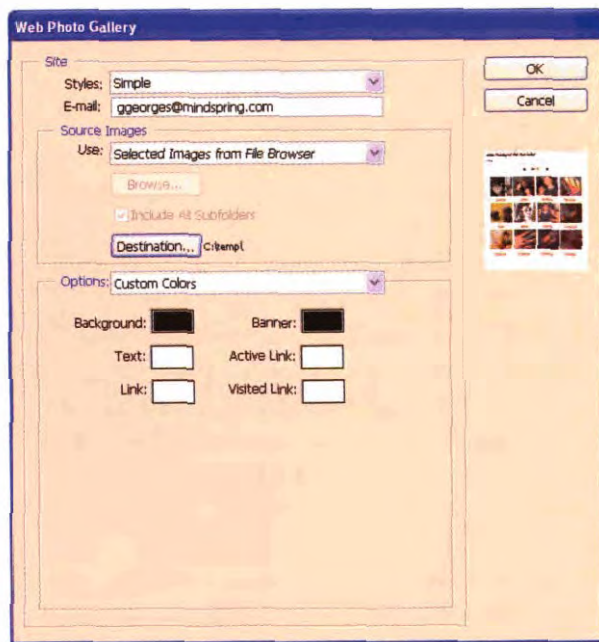 Web Photo Gallery
Site
Styles: Simple
E-mail: ggeorges@mindspring.com
Source Images
Use: Selected Images from File Browser
Browse...
Include All Subfolders
Destination... C:\temp\
Options: Custom Colors
Background: Banner:
Text: Active Link:
Link: Visited Link:
OK
Cancel